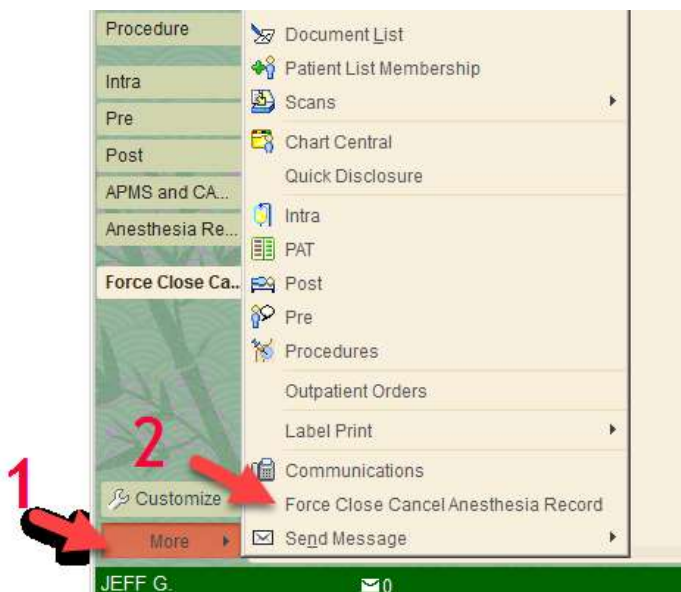 Procedure
Intra
Pre
Post
APMS and CA...
Anesthesia Re...
Force Close Ca...
Customize
More
Document List
Patient List Membership
Scans
Chart Central
Quick Disclosure
Intra
PAT
Post
Pre
Procedures
Outpatient Orders
Label Print
Communications
Force Close Cancel Anesthesia Record
Send Message
1
2
JEFF G.
0